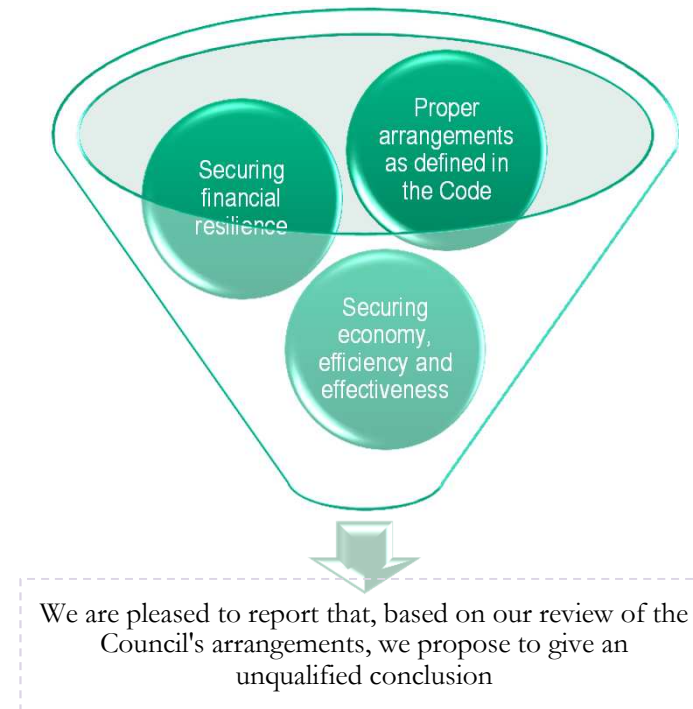 Proper
arrangements
as defined in
the Code
Securing
financial
resilience
Securing
economy,
efficiency and
effectiveness
We are pleased to report that, based on our review of the
Council's arrangements, we propose to give an
unqualified conclusion